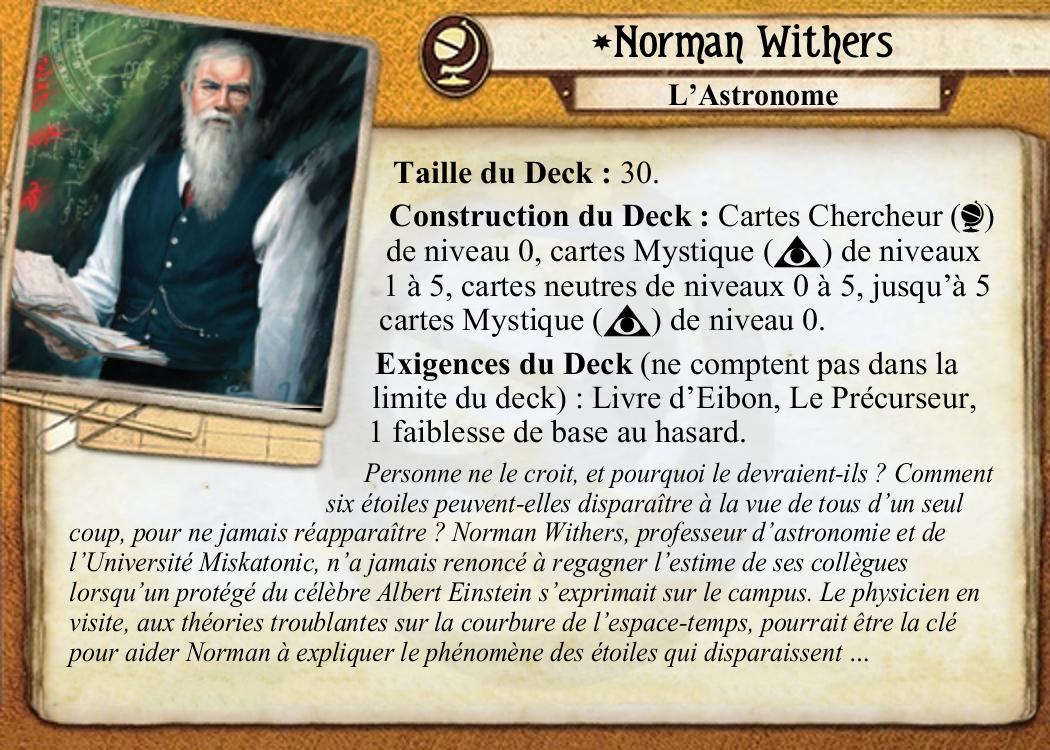 Norman Withers
L'Astronome
Taille du Deck : 30.
Construction du Deck : Cartes Chercheur ()
de niveau 0, cartes Mystique () de niveaux
1 à 5, cartes neutres de niveaux 0 à 5, jusqu'à 5
cartes Mystique () de niveau 0.
Exigences du Deck (ne comptent pas dans la
limite du deck) : Livre d'Eibon, Le Précurseur,
1 faiblesse de base au hasard.
Personne ne le croit, et pourquoi le devraient-ils ? Comment
six étoiles peuvent-elles disparaître à la vue de tous d'un seul
coup, pour ne jamais réapparaître ? Norman Withers, professeur d'astronomie et de
l'Université Miskatonic, n'a jamais renoncé à regagner l'estime de ses collègues
lorsqu'un protégé du célèbre Albert Einstein s'exprimait sur le campus. Le physicien en
visite, aux théories troublantes sur la courbure de l'espace-temps, pourrait être la clé
pour aider Norman à expliquer le phénomène des étoiles qui disparaissent ...